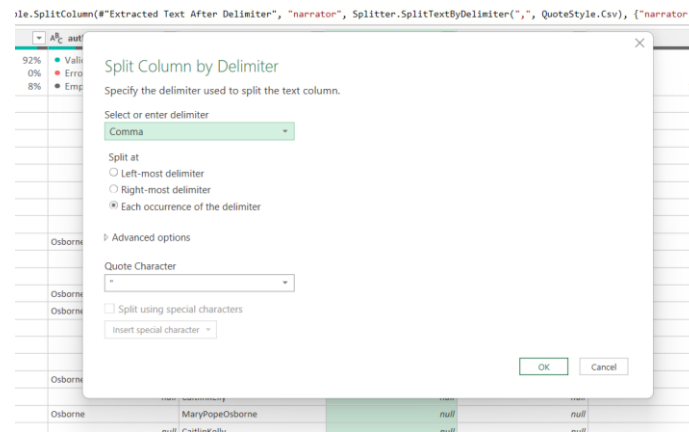 ole.SplitColumn(#"Extracted Text After Delimiter", "narrator", Splitter.SplitTextByDelimiter(",", QuoteStyle.Csv), {"narrator
ABC aut
92% Vali
0% Erro
8% Emp
Split Column by Delimiter
Specify the delimiter used to split the text column.
Select or enter delimiter
Comma
Split at
Left-most delimiter
Right-most delimiter
Each occurrence of the delimiter
Osborne
Advanced options
Quote Character
"
Osborne
Osborne
Split using special characters
Insert special character
OK Cancel
Osborne
null CaitlinKelly null null
Osborne MaryPopeOsborne null null
null CaitlinKelly null null